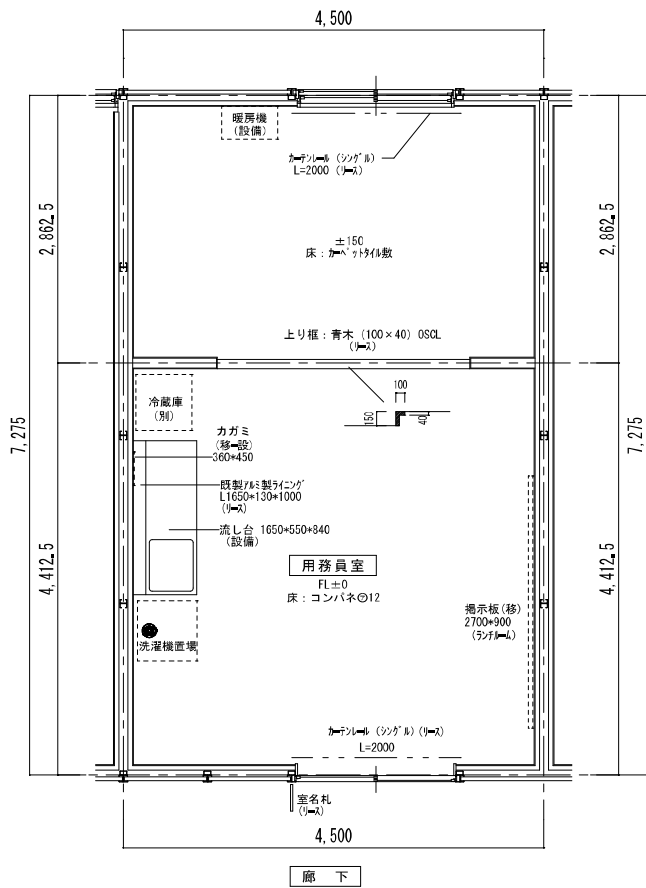 4,500
暖房機
(設備)
カーテンレール (シングル)
L=2000 (リース)
2,862.5
2,862.5
±150
床：カーペットタイル敷
上り框：青木 (100×40) OSCL
(リース)
冷蔵庫
(別)
100
150
40
カガミ
(移設)
360*450
7,275
7,275
既製アルミ製ライニング
L1650*130*1000
(リース)
流し台 1650*550*840
(設備)
4,412.5
4,412.5
用務員室
FL±0
床：コンパネ㋐12
掲示板(移)
2700*900
(ランチルーム)
洗濯機置場
カーテンレール (シングル) (リース)
L=2000
室名札
(リース)
4,500
廊 下